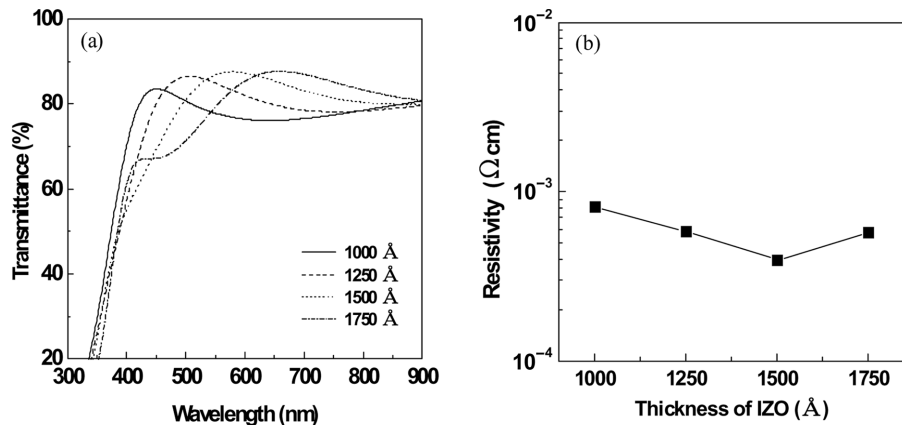 (a)
Transmittance (%)
100
80
60
40
20
1000 Å
1250 Å
1500 Å
1750 Å
300 400 500 600 700 800 900
Wavelength (nm)
(b)
Resistivity (Ωcm)
10⁻²
10⁻³
10⁻⁴
1000 1250 1500 1750
Thickness of IZO (Å)